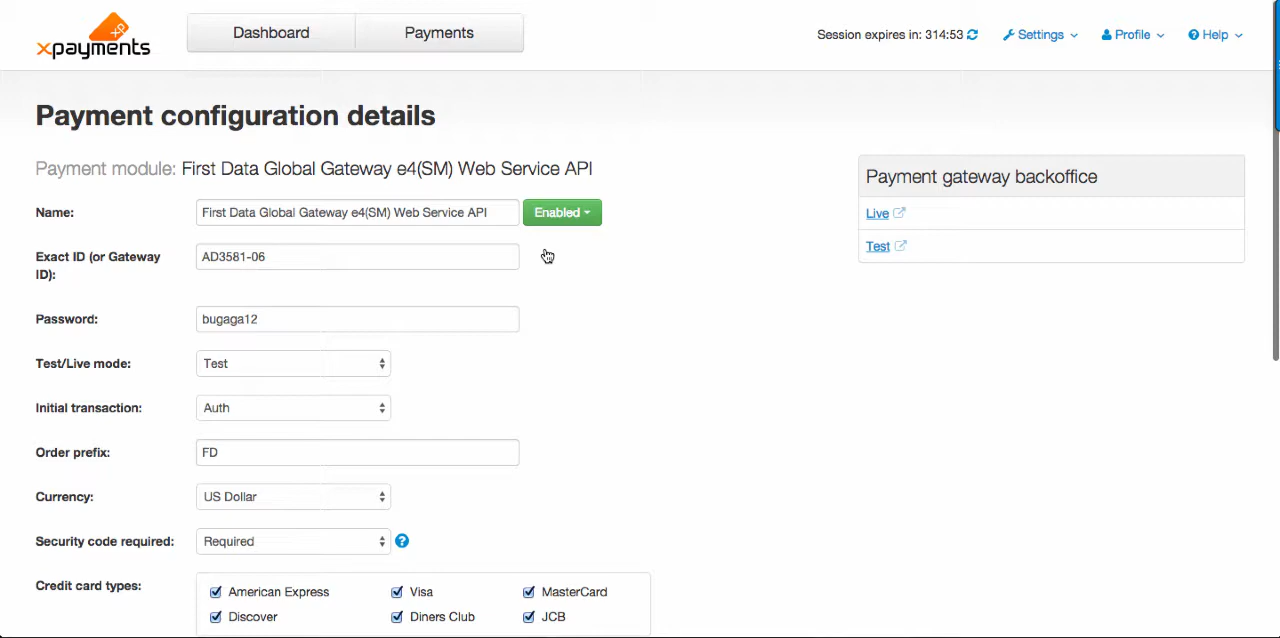 xpayments
xp
Dashboard
Payments
Session expires in: 314:53
Settings
Profile
Help
Payment configuration details
Payment module: First Data Global Gateway e4(SM) Web Service API
Payment gateway backoffice
Live
Test
Name: First Data Global Gateway e4(SM) Web Service API Enabled
Exact ID (or Gateway ID): AD3581-06
Password: bugaga12
Test/Live mode: Test
Initial transaction: Auth
Order prefix: FD
Currency: US Dollar
Security code required: Required ?
Credit card types:
American Express Visa MasterCard
Discover Diners Club JCB